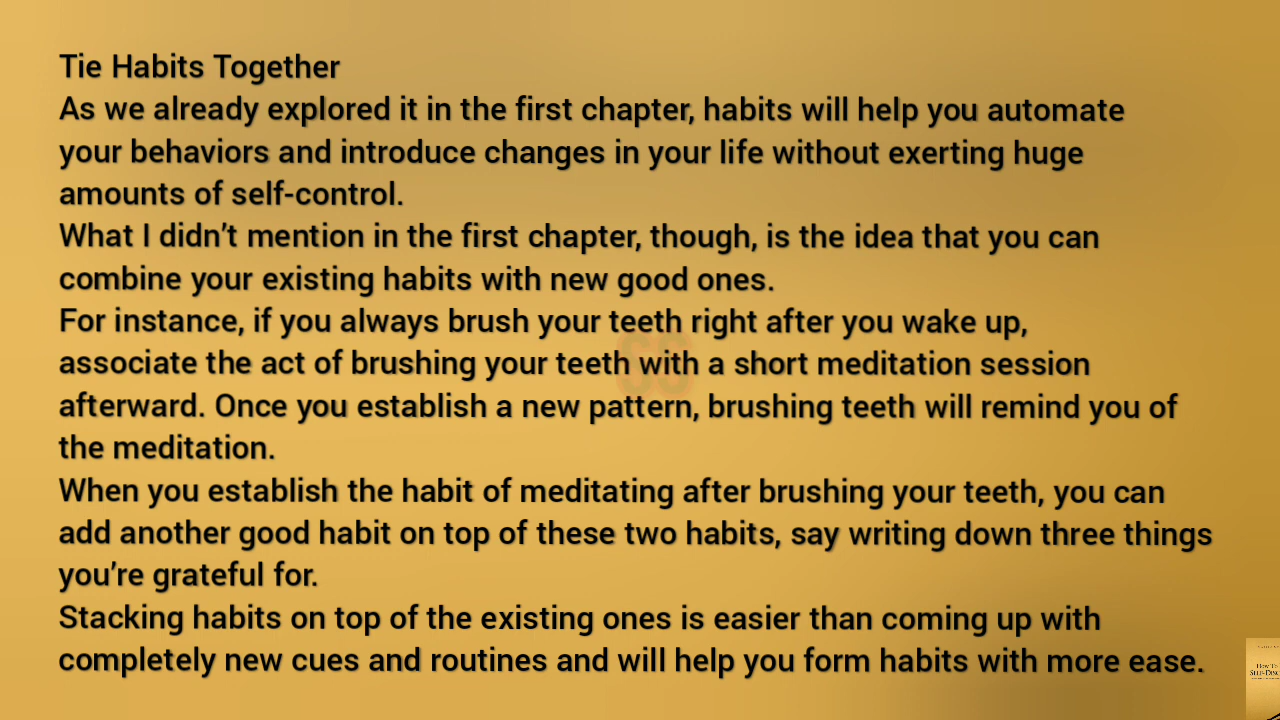 Tie Habits Together
As we already explored it in the first chapter, habits will help you automate
your behaviors and introduce changes in your life without exerting huge
amounts of self-control.
What I didn’t mention in the first chapter, though, is the idea that you can
combine your existing habits with new good ones.
For instance, if you always brush your teeth right after you wake up,
associate the act of brushing your teeth with a short meditation session
afterward. Once you establish a new pattern, brushing teeth will remind you of
the meditation.
When you establish the habit of meditating after brushing your teeth, you can
add another good habit on top of these two habits, say writing down three things
you’re grateful for.
Stacking habits on top of the existing ones is easier than coming up with
completely new cues and routines and will help you form habits with more ease.
SS
How To